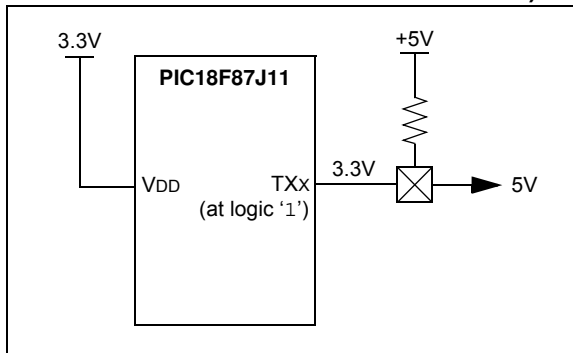 3.3V
+5V
PIC18F87J11
VDD
TXX
3.3V
5V
(at logic ‘1’)